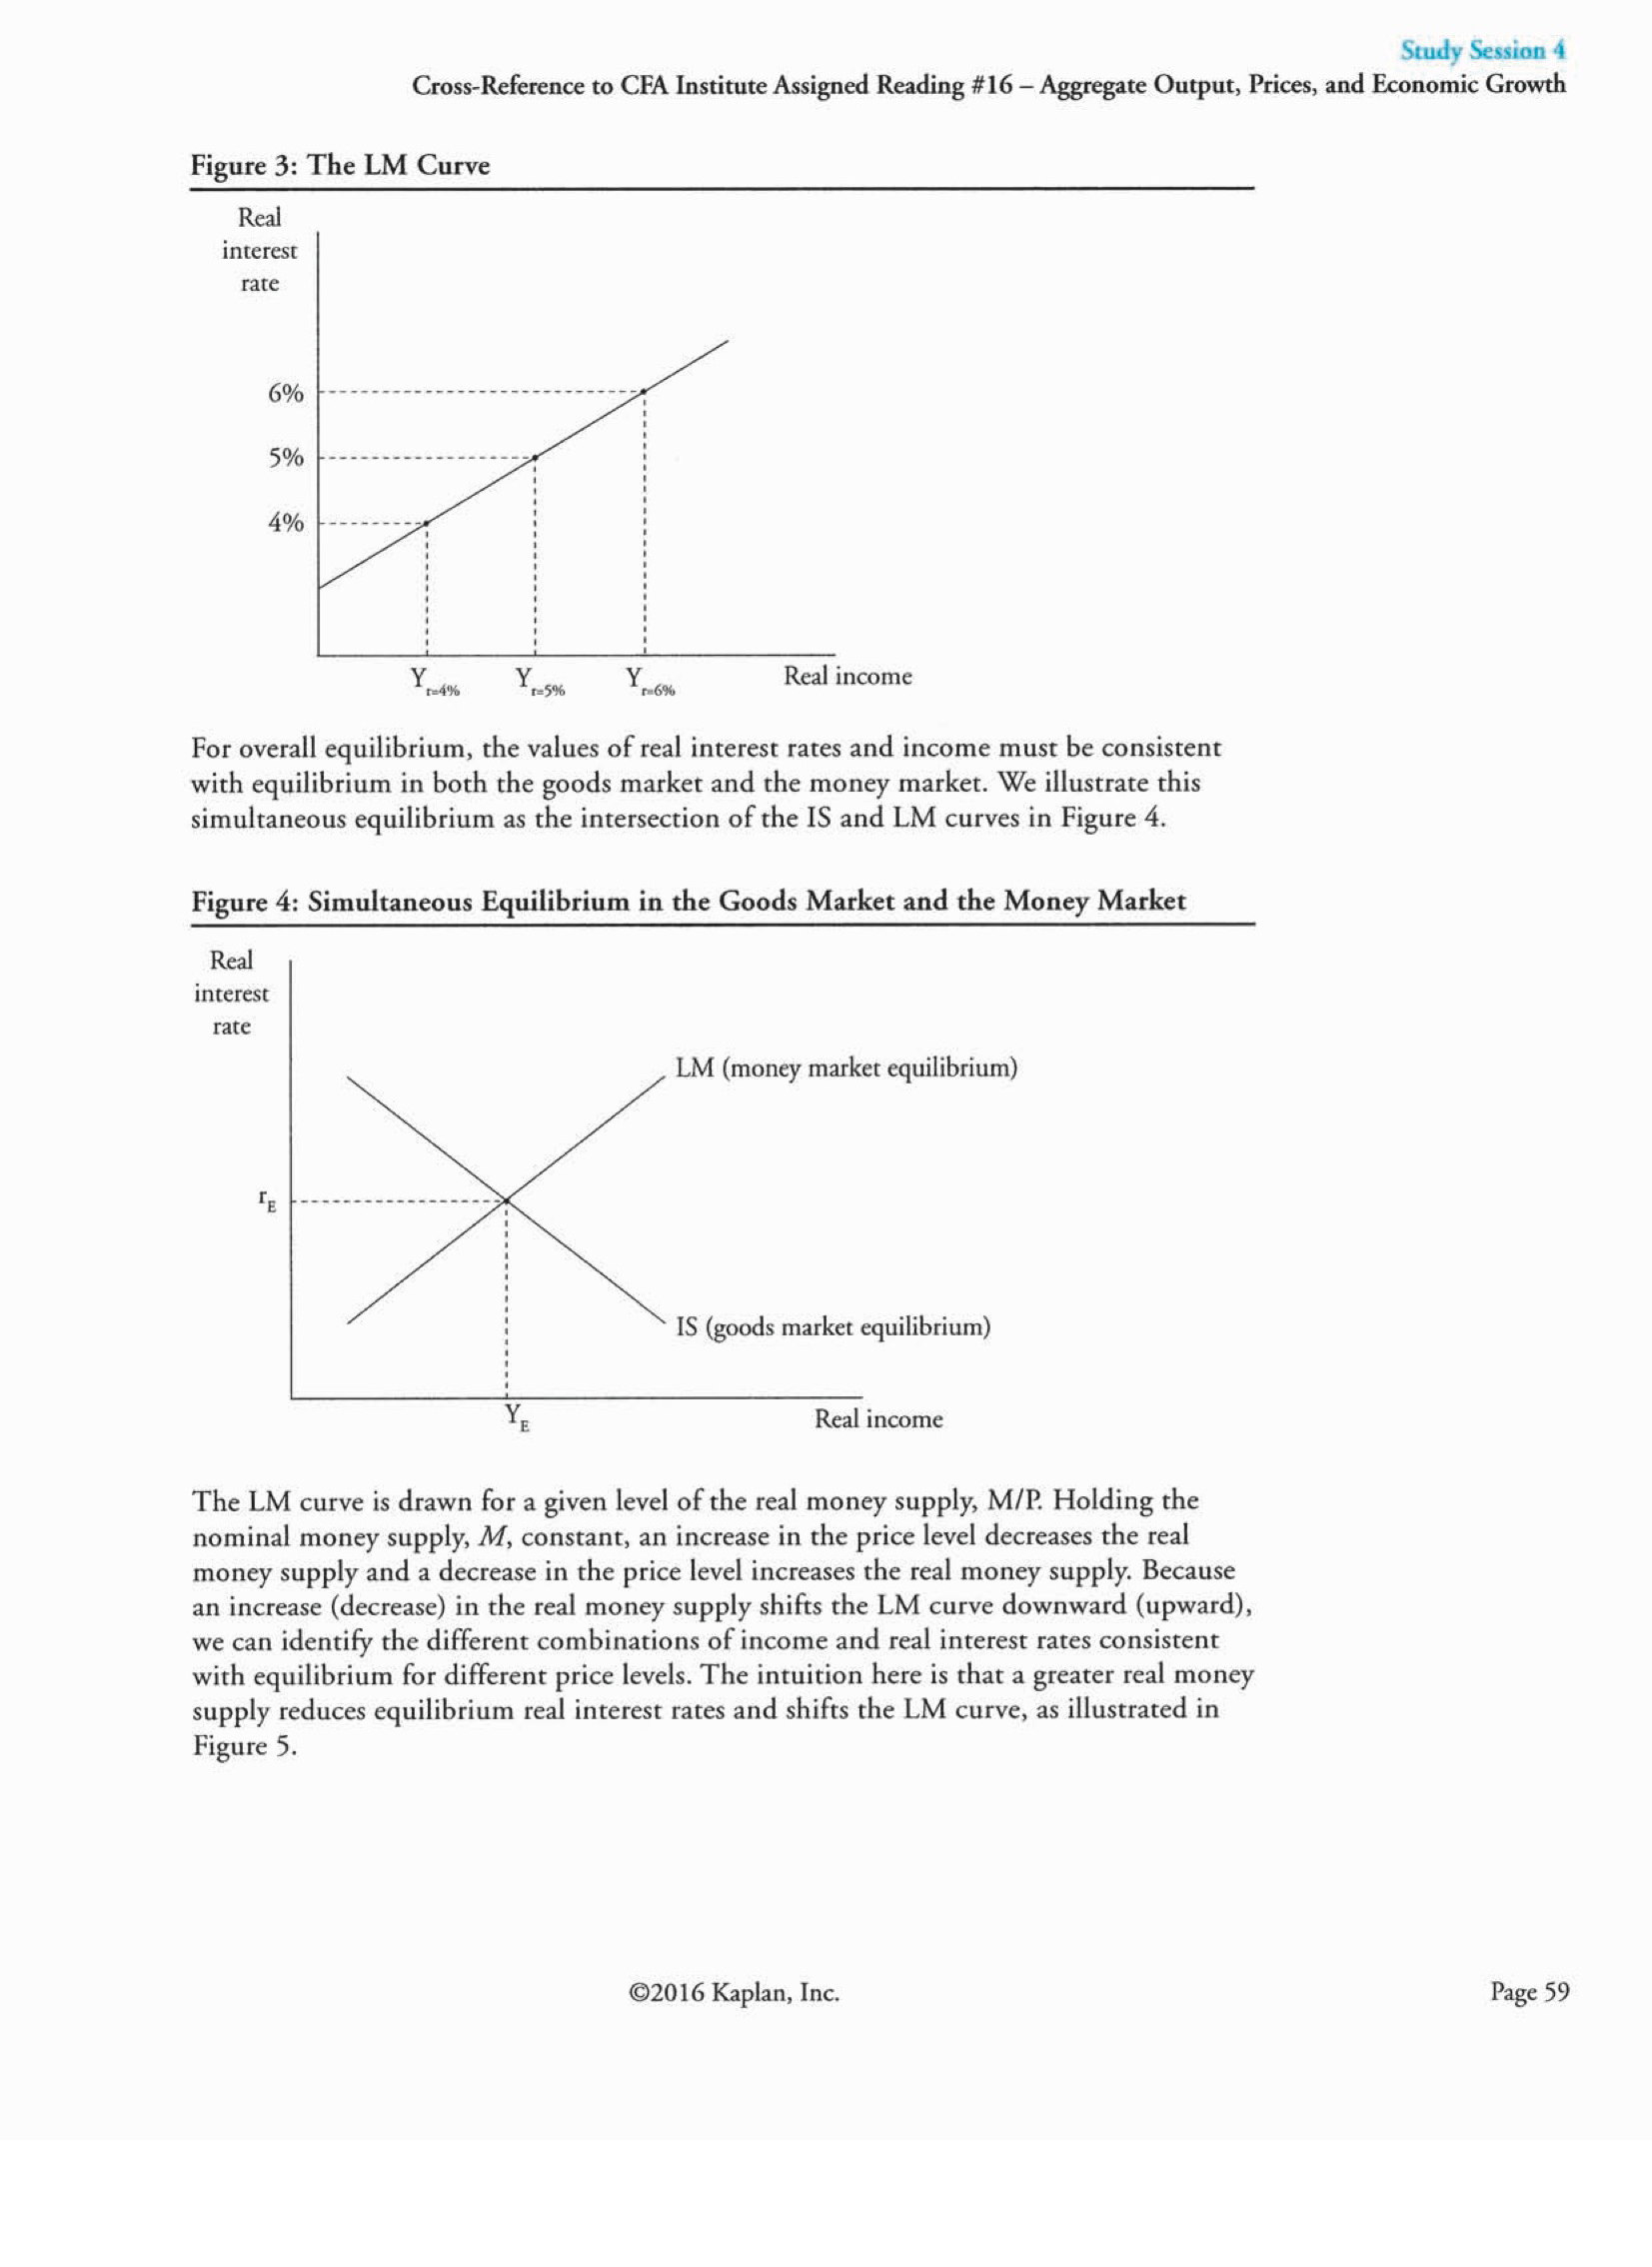 Study Session 4
Cross-Reference to CFA Institute Assigned Reading #16 – Aggregate Output, Prices, and Economic Growth
Figure 3: The LM Curve
Real
interest
rate
6%
5%
4%
Y r=4%
Y r=5%
Y r=6%
Real income
For overall equilibrium, the values of real interest rates and income must be consistent
with equilibrium in both the goods market and the money market. We illustrate this
simultaneous equilibrium as the intersection of the IS and LM curves in Figure 4.
Figure 4: Simultaneous Equilibrium in the Goods Market and the Money Market
Real
interest
rate
LM (money market equilibrium)
rE
IS (goods market equilibrium)
YE
Real income
The LM curve is drawn for a given level of the real money supply, M/P. Holding the
nominal money supply, M, constant, an increase in the price level decreases the real
money supply and a decrease in the price level increases the real money supply. Because
an increase (decrease) in the real money supply shifts the LM curve downward (upward),
we can identify the different combinations of income and real interest rates consistent
with equilibrium for different price levels. The intuition here is that a greater real money
supply reduces equilibrium real interest rates and shifts the LM curve, as illustrated in
Figure 5.
©2016 Kaplan, Inc.
Page 59